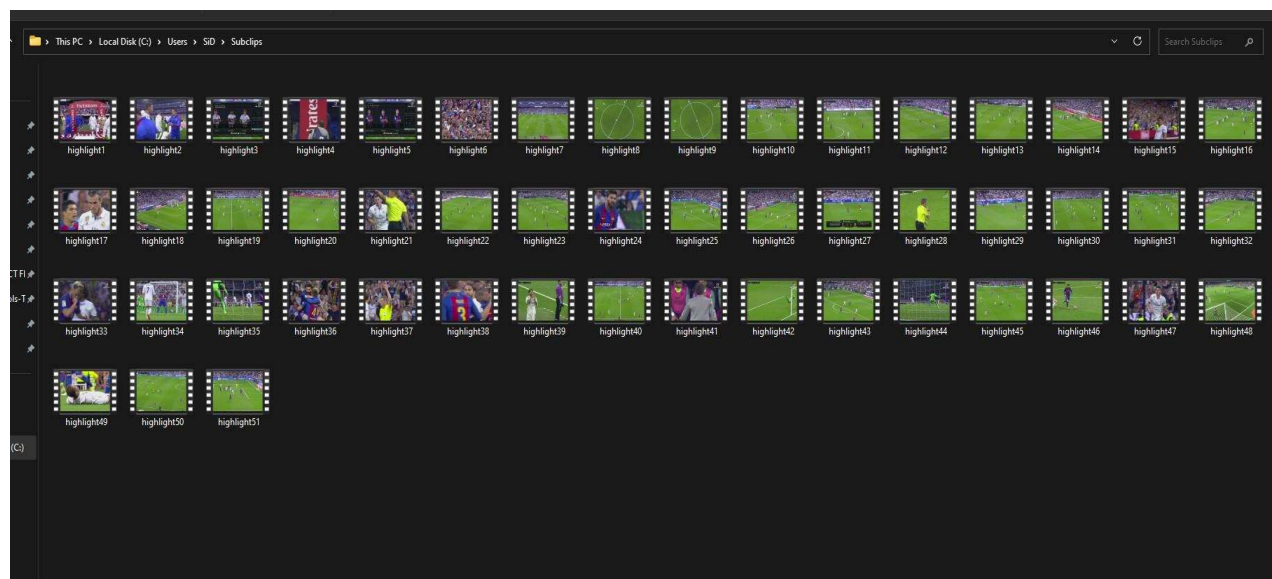 This PC › Local Disk (C:) › Users › SiD › Subclips
Search Subclips
highlight1 highlight2 highlight3 highlight4 highlight5 highlight6 highlight7 highlight8 highlight9 highlight10 highlight11 highlight12 highlight13 highlight14 highlight15 highlight16
highlight17 highlight18 highlight19 highlight20 highlight21 highlight22 highlight23 highlight24 highlight25 highlight26 highlight27 highlight28 highlight29 highlight30 highlight31 highlight32
CT FI
ols-T
highlight33 highlight34 highlight35 highlight36 highlight37 highlight38 highlight39 highlight40 highlight41 highlight42 highlight43 highlight44 highlight45 highlight46 highlight47 highlight48
highlight49 highlight50 highlight51
(C:)